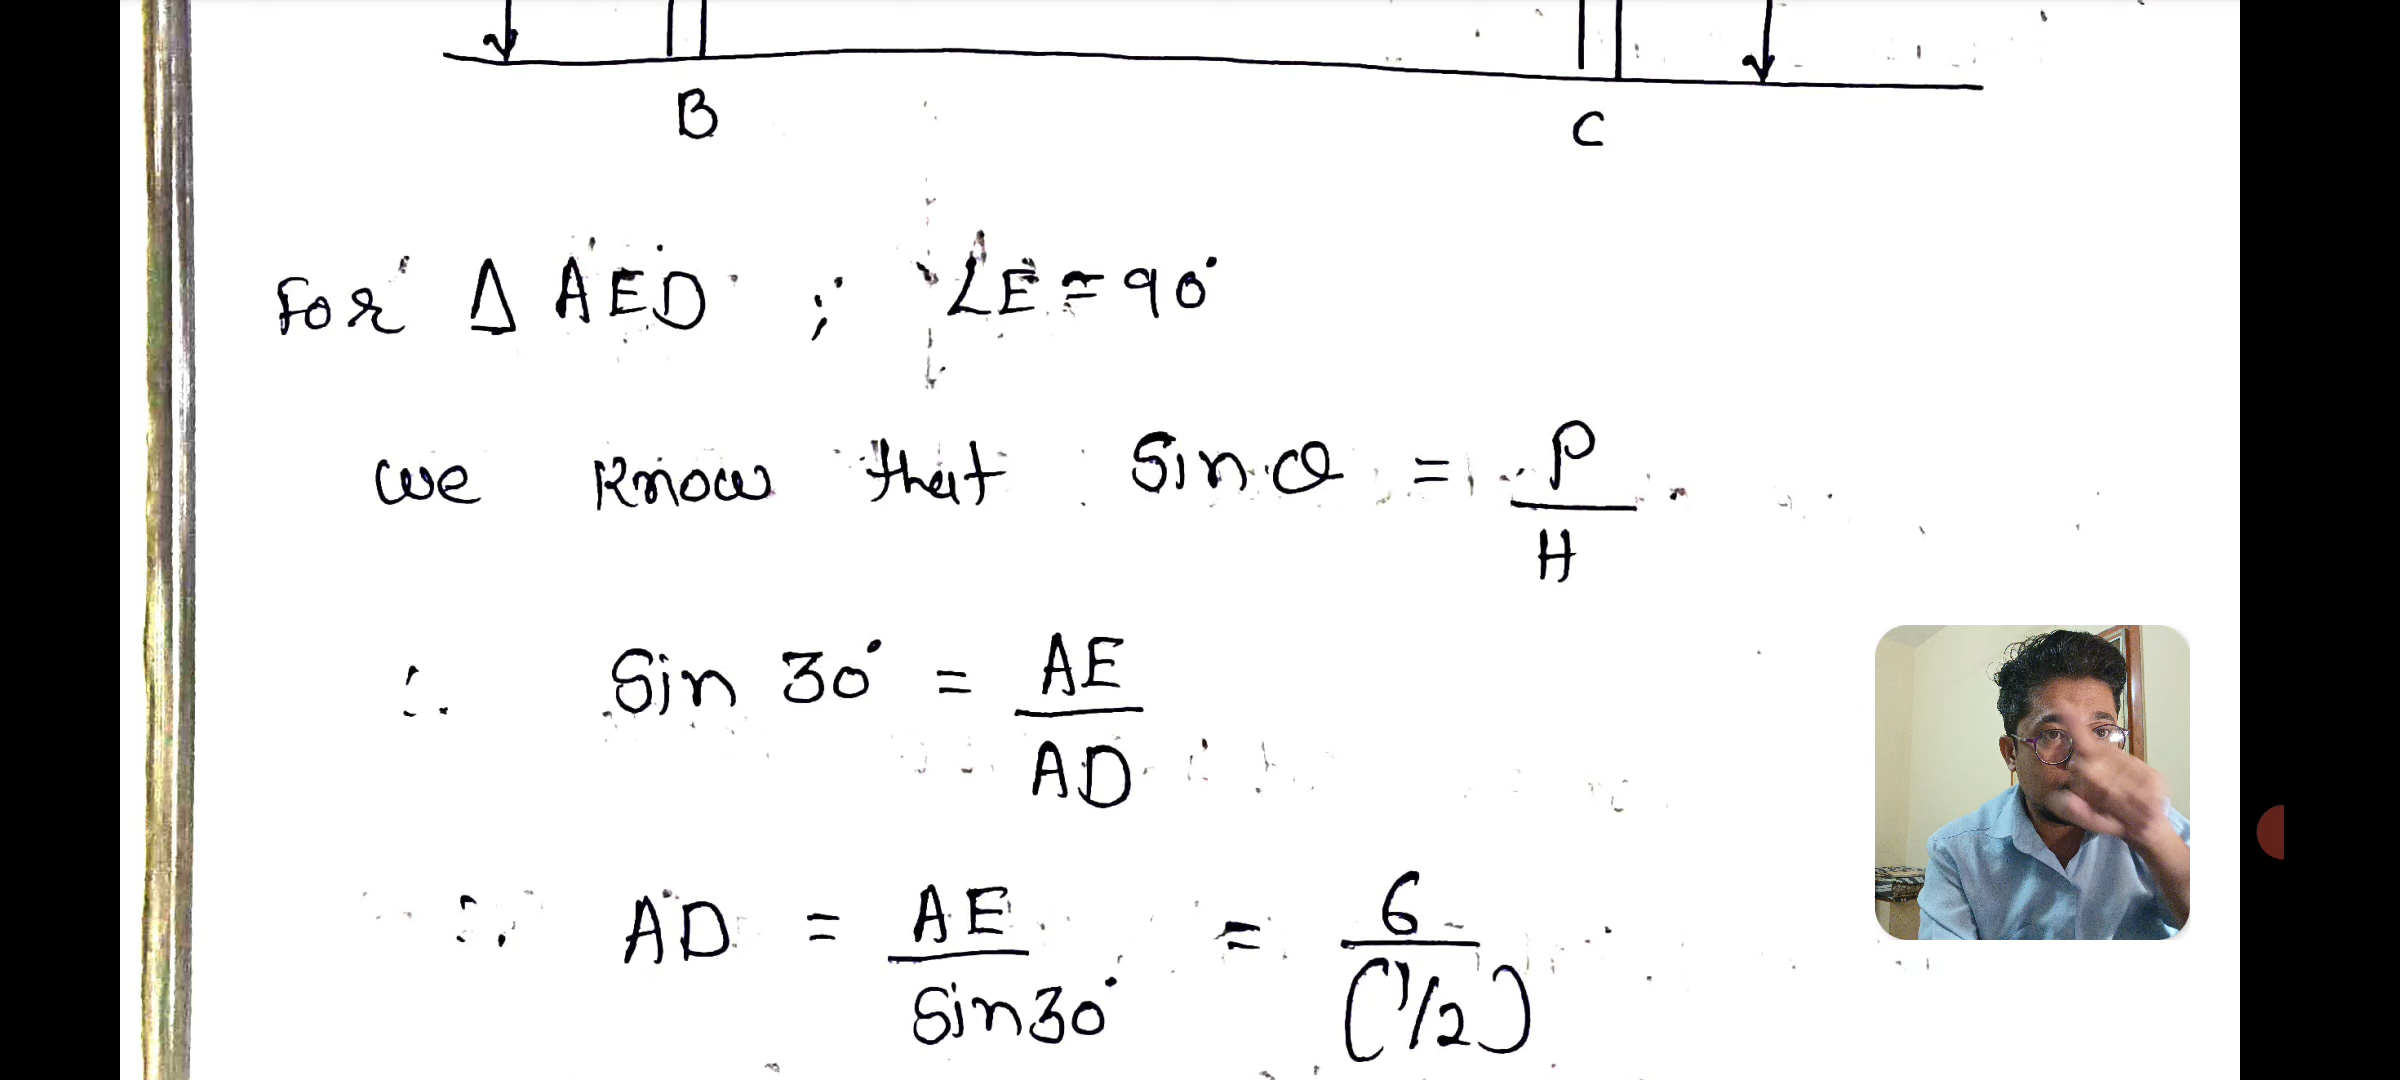 B C
For Δ AED ; ∠E = 90°
we know that sin θ = P/H
∴ Sin 30° = AE/AD
∴ AD = AE/Sin30° = 6/(1/2)